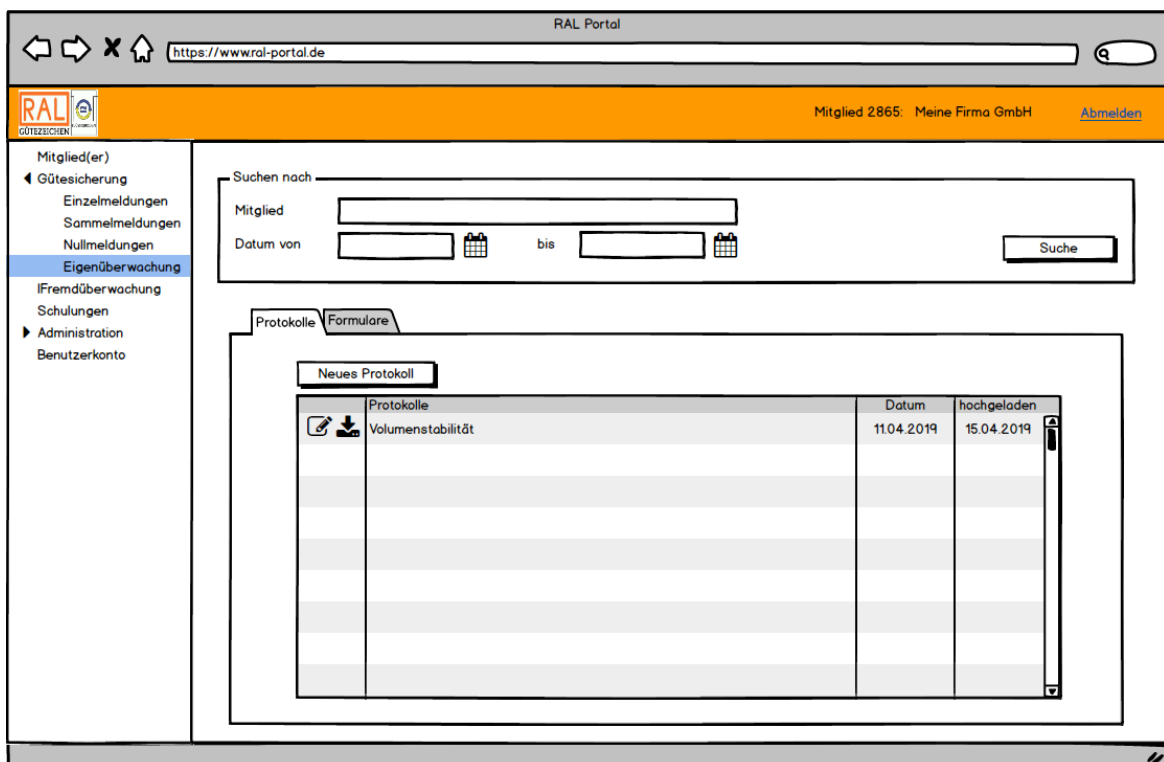 RAL Portal
https://www.ral-portal.de
RAL
GÜTEZEICHEN
Mitglied 2865: Meine Firma GmbH
Abmelden
Mitglied(er)
Gütesicherung
Einzelmeldungen
Sammelmeldungen
Nullmeldungen
Eigenüberwachung
lFremdüberwachung
Schulungen
Administration
Benutzerkonto
Suchen nach
Mitglied
Datum von bis
Suche
Protokolle Formulare
Neues Protokoll
Protokolle Datum hochgeladen
Volumenstabilität 11.04.2019 15.04.2019